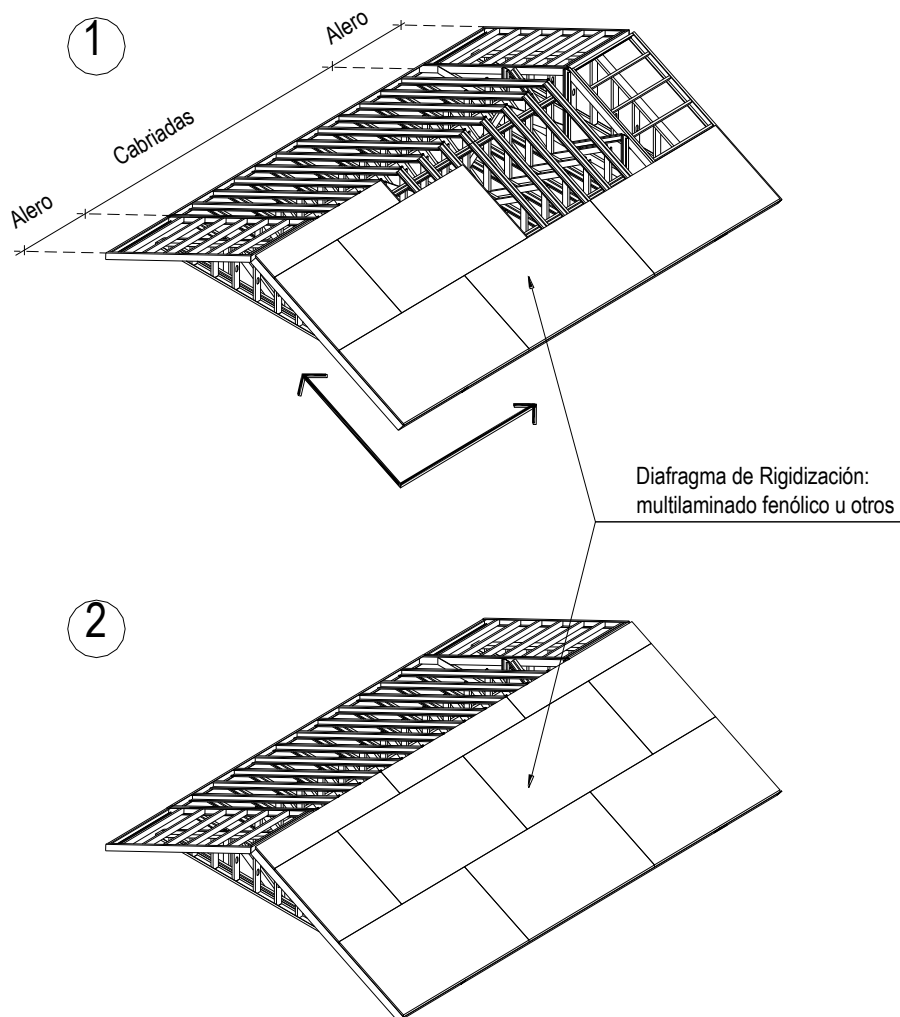 1
Alero
Cabriadas
Alero
Diafragma de Rigidización:
multilaminado fenólico u otros
2